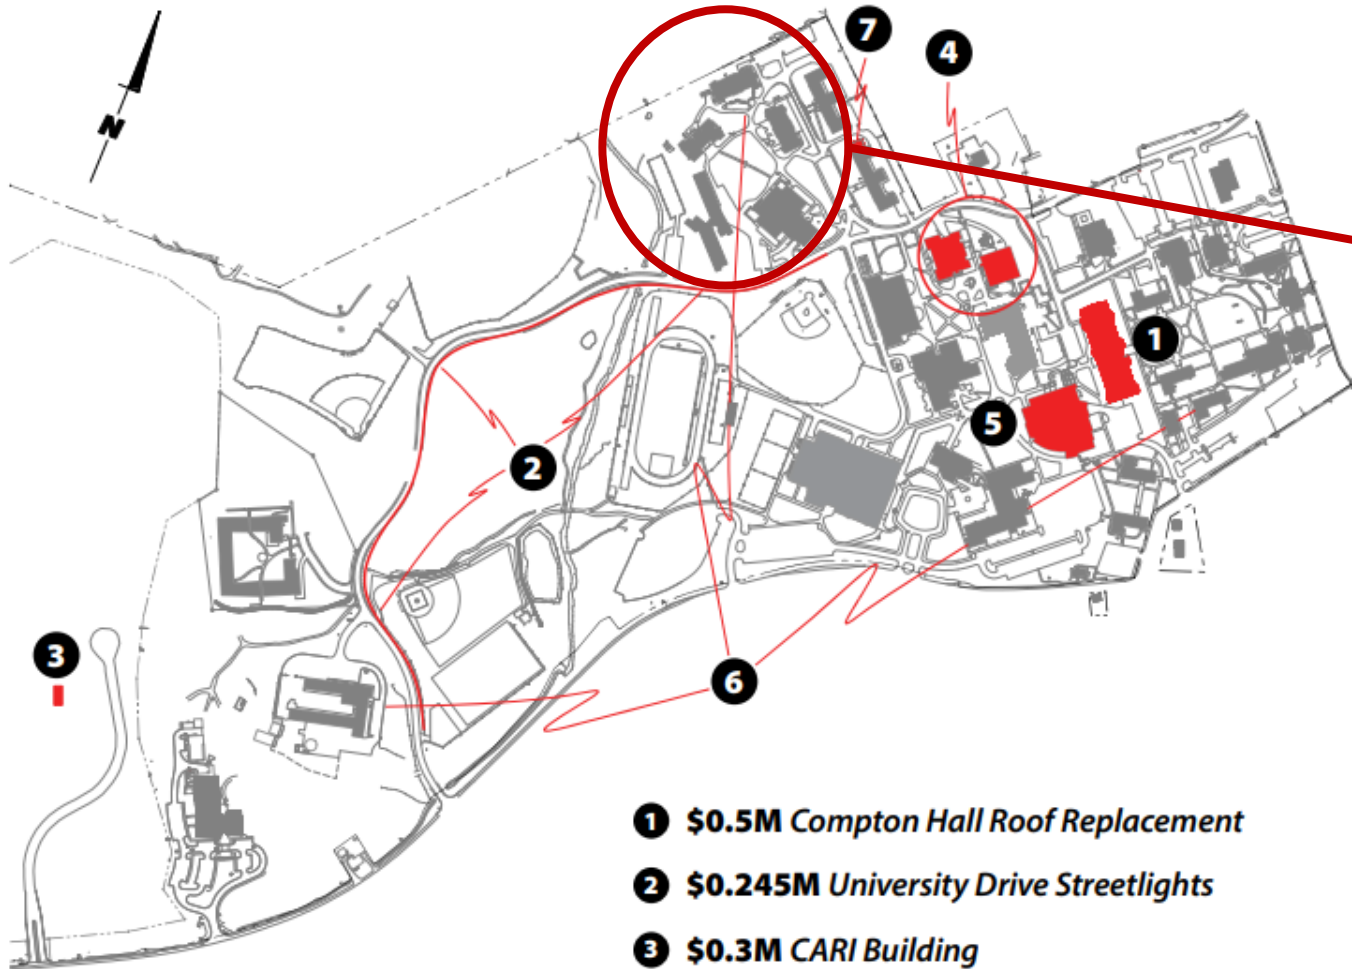 7
4
N
1
5
2
3
6
1 $0.5M Compton Hall Roof Replacement
2 $0.245M University Drive Streetlights
3 $0.3M CARI Building